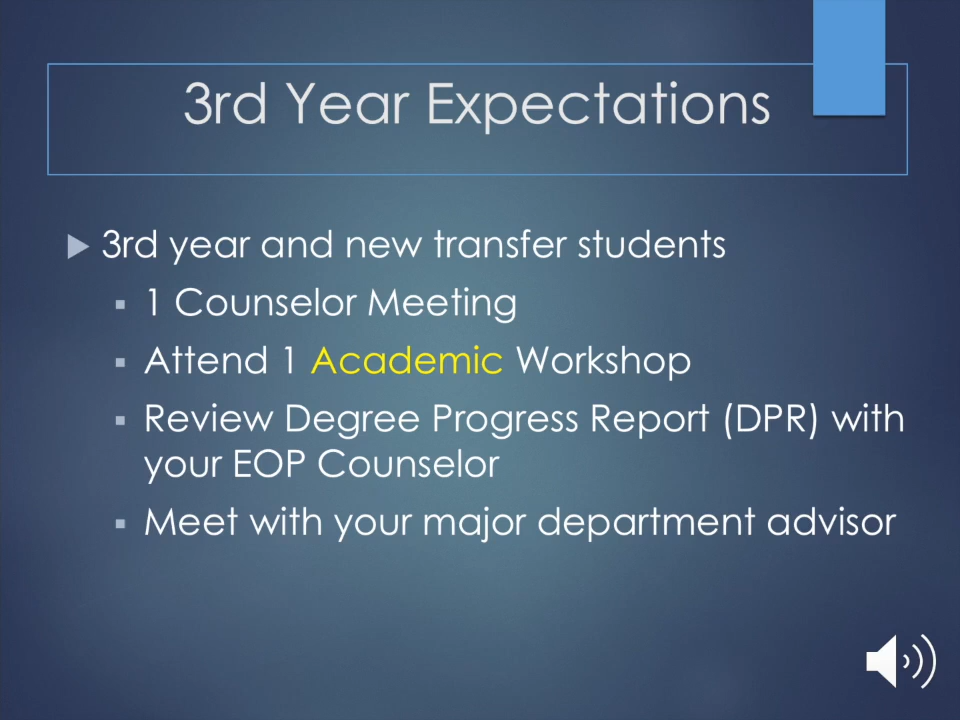 3rd Year Expectations
3rd year and new transfer students
1 Counselor Meeting
Attend 1 Academic Workshop
Review Degree Progress Report (DPR) with
your EOP Counselor
Meet with your major department advisor